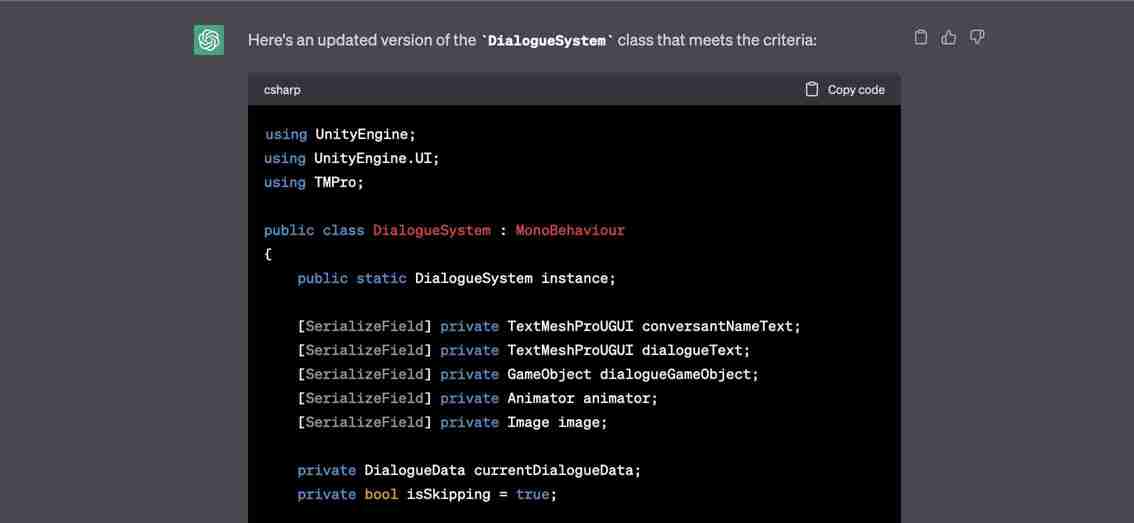 Here's an updated version of the `DialogueSystem` class that meets the criteria:
csharp
Copy code
using UnityEngine;
using UnityEngine.UI;
using TMPro;
public class DialogueSystem : MonoBehaviour
{
public static DialogueSystem instance;
[SerializeField] private TextMeshProUGUI conversantNameText;
[SerializeField] private TextMeshProUGUI dialogueText;
[SerializeField] private GameObject dialogueGameObject;
[SerializeField] private Animator animator;
[SerializeField] private Image image;
private DialogueData currentDialogueData;
private bool isSkipping = true;